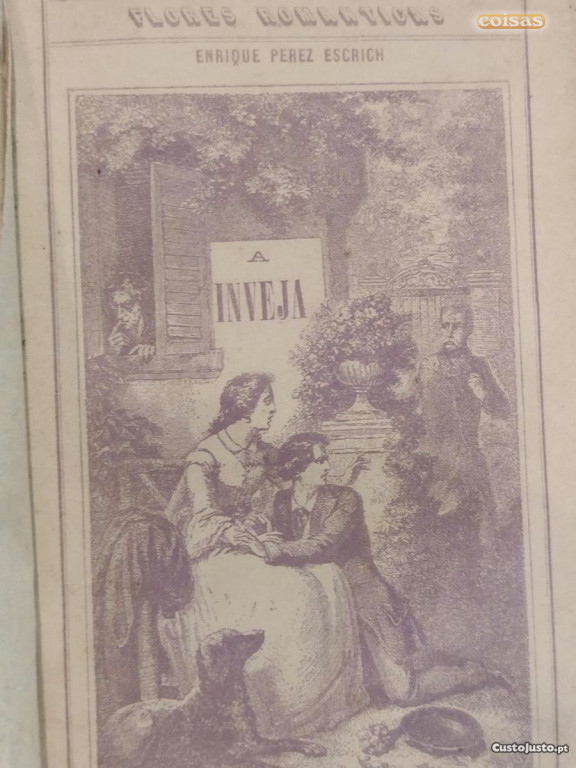 FLORES ROMANTICAS
coisas
ENRIQUE PEREZ ESCRICH
A
INVEJA
CustoJusto.pt